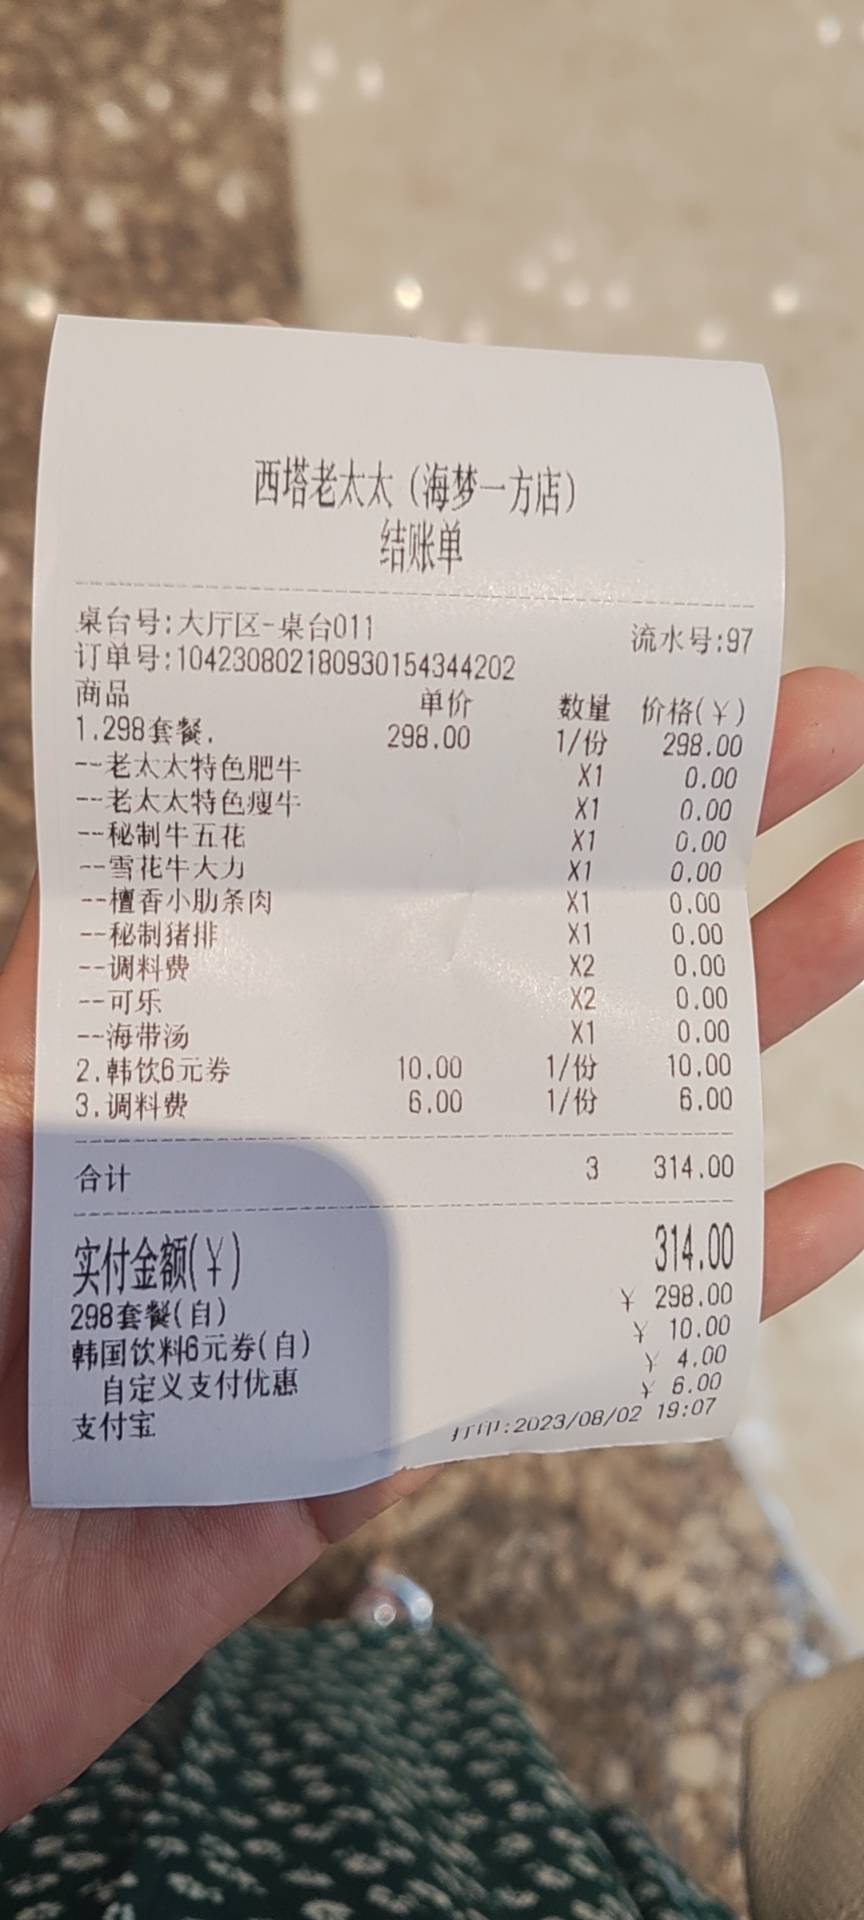 西塔老太太（海梦一方店）
结账单
桌台号:大厅区-桌台011 流水号:97
订单号:104230802180930154344202
商品 单价 数量 价格(￥)
1.298套餐. 298.00 1/份 298.00
--老太太特色肥牛 X1 0.00
--老太太特色瘦牛 X1 0.00
--秘制牛五花 X1 0.00
--雪花牛大力 X1 0.00
--檀香小肋条肉 X1 0.00
--秘制猪排 X1 0.00
--调料费 X2 0.00
--可乐 X2 0.00
--海带汤 X1 0.00
2.韩饮6元券 10.00 1/份 10.00
3.调料费 6.00 1/份 6.00
合计 3 314.00
实付金额(￥) 314.00
298套餐(自) ￥ 298.00
韩国饮料6元券(自) ￥ 10.00
自定义支付优惠 ￥ 4.00
支付宝 ￥ 6.00
打印:2023/08/02 19:07